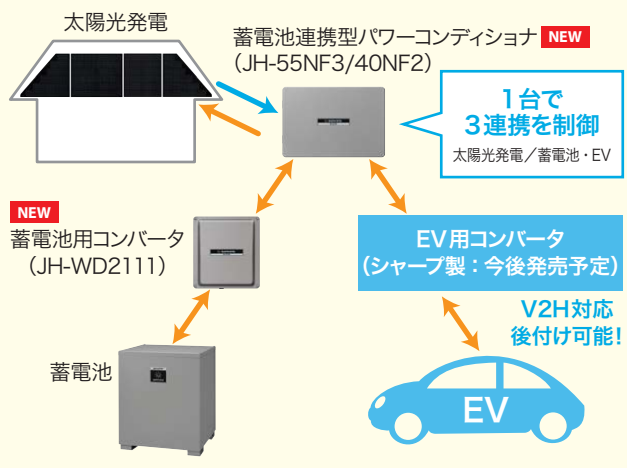 太陽光発電
蓄電池連携型パワーコンディショナ NEW
（JH-55NF3/40NF2）
1台で
3連携を制御
太陽光発電／蓄電池・EV
NEW
蓄電池用コンバータ
（JH-WD2111）
EV用コンバータ
（シャープ製：今後発売予定）
V2H対応
後付け可能！
蓄電池
EV